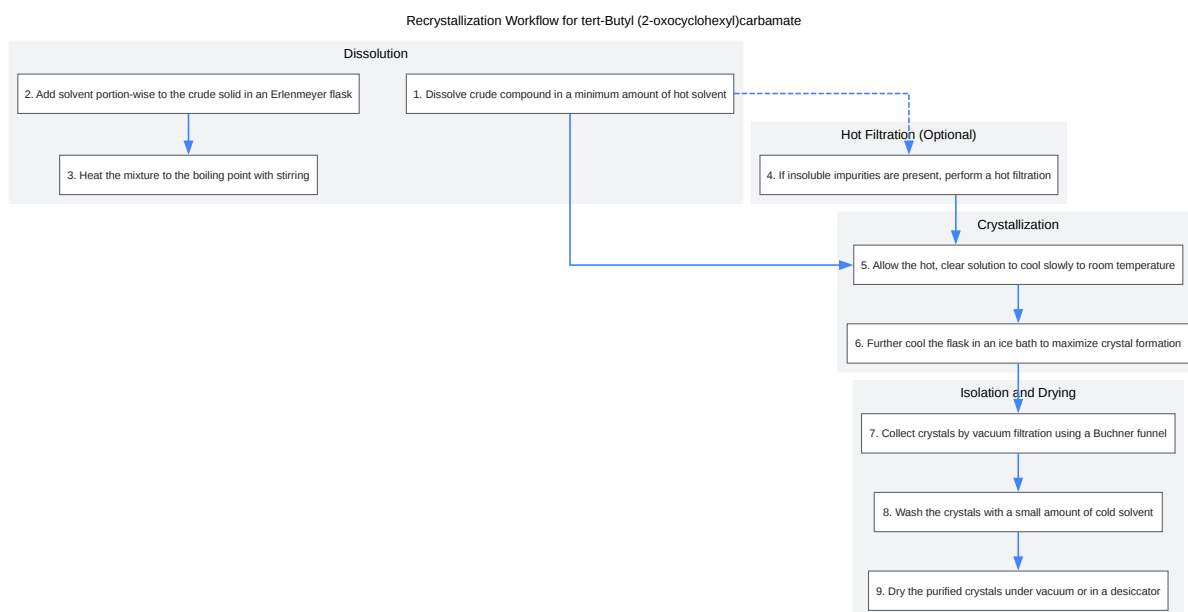 Recrystallization Workflow for tert-Butyl (2-oxocyclohexyl)carbamate
Dissolution
2. Add solvent portion-wise to the crude solid in an Erlenmeyer flask
1. Dissolve crude compound in a minimum amount of hot solvent
3. Heat the mixture to the boiling point with stirring
Hot Filtration (Optional)
4. If insoluble impurities are present, perform a hot filtration
Crystallization
5. Allow the hot, clear solution to cool slowly to room temperature
6. Further cool the flask in an ice bath to maximize crystal formation
Isolation and Drying
7. Collect crystals by vacuum filtration using a Buchner funnel
8. Wash the crystals with a small amount of cold solvent
9. Dry the purified crystals under vacuum or in a desiccator